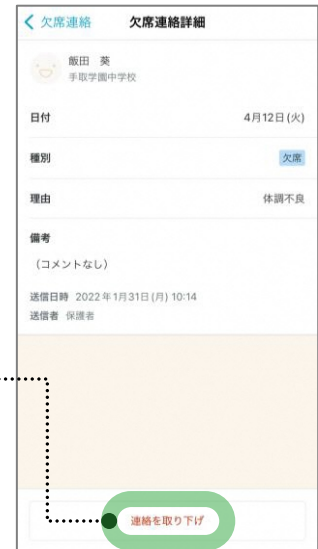 欠席連絡 欠席連絡詳細
飯田 葵
手取学園中学校
日付 4月12日(火)
種別 欠席
理由 体調不良
備考
（コメントなし）
送信日時 2022年1月31日(月) 10:14
送信者 保護者
連絡を取り下げ